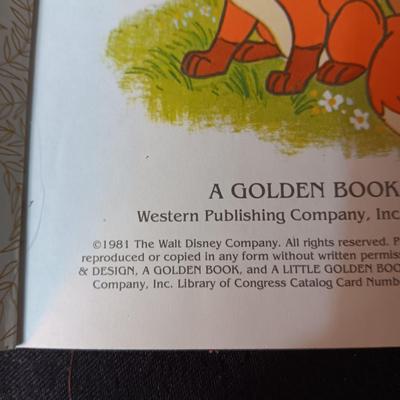 A GOLDEN BOOK
Western Publishing Company, Inc
©1981 The Walt Disney Company. All rights reserved.
reproduced or copied in any form without written
& DESIGN, A GOLDEN BOOK, and A LITTLE GOLDEN
Company, Inc. Library of Congress Catalog Card